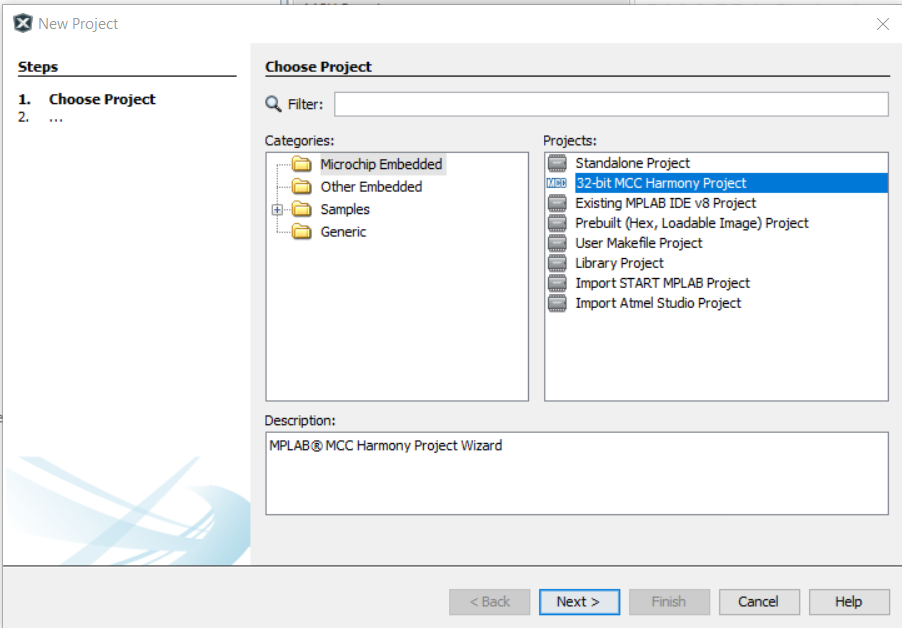 New Project
Steps
1. Choose Project
2. ...
Choose Project
Filter:
Categories:
Microchip Embedded
Other Embedded
Samples
Generic
Projects:
Standalone Project
32-bit MCC Harmony Project
Existing MPLAB IDE v8 Project
Prebuilt (Hex, Loadable Image) Project
User Makefile Project
Library Project
Import START MPLAB Project
Import Atmel Studio Project
Description:
MPLAB® MCC Harmony Project Wizard
< Back
Next >
Finish
Cancel
Help